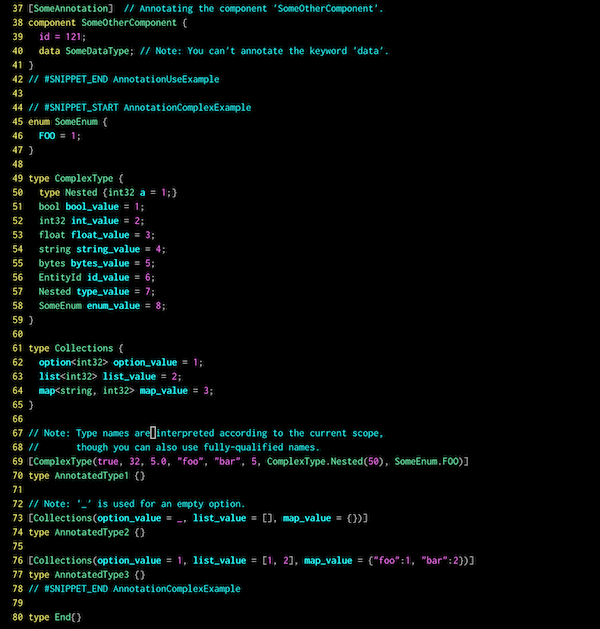 37 [SomeAnnotation]  // Annotating the component 'SomeOtherComponent'.
38 component SomeOtherComponent {
39   id = 121;
40   data SomeDataType; // Note: You can't annotate the keyword 'data'.
41 }
42 // #SNIPPET_END AnnotationUseExample
43
44 // #SNIPPET_START AnnotationComplexExample
45 enum SomeEnum {
46   FOO = 1;
47 }
48
49 type ComplexType {
50   type Nested {int32 a = 1;}
51   bool bool_value = 1;
52   int32 int_value = 2;
53   float float_value = 3;
54   string string_value = 4;
55   bytes bytes_value = 5;
56   EntityId id_value = 6;
57   Nested type_value = 7;
58   SomeEnum enum_value = 8;
59 }
60
61 type Collections {
62   option<int32> option_value = 1;
63   list<int32> list_value = 2;
64   map<string, int32> map_value = 3;
65 }
66
67 // Note: Type names are interpreted according to the current scope,
68 //       though you can also use fully-qualified names.
69 [ComplexType(true, 32, 5.0, "foo", "bar", 5, ComplexType.Nested(50), SomeEnum.FOO)]
70 type AnnotatedType1 {}
71
72 // Note: '_' is used for an empty option.
73 [Collections(option_value = _, list_value = [], map_value = {})]
74 type AnnotatedType2 {}
75
76 [Collections(option_value = 1, list_value = [1, 2], map_value = {"foo":1, "bar":2})]
77 type AnnotatedType3 {}
78 // #SNIPPET_END AnnotationComplexExample
79
80 type End{}